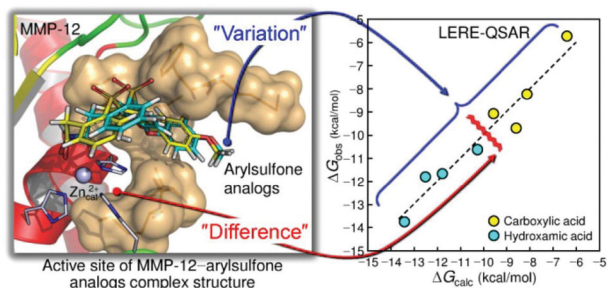 MMP-12
"Variation"
Arylsulfone
analogs
Zn2+cal
"Difference"
Active site of MMP-12–arylsulfone
analogs complex structure
LERE-QSAR
ΔGobs (kcal/mol)
-5
-6
-7
-8
-9
-10
-11
-12
-13
-14
-15
Carboxylic acid
Hydroxamic acid
-15 -14 -13 -12 -11 -10 -9 -8 -7 -6 -5
ΔGcalc (kcal/mol)